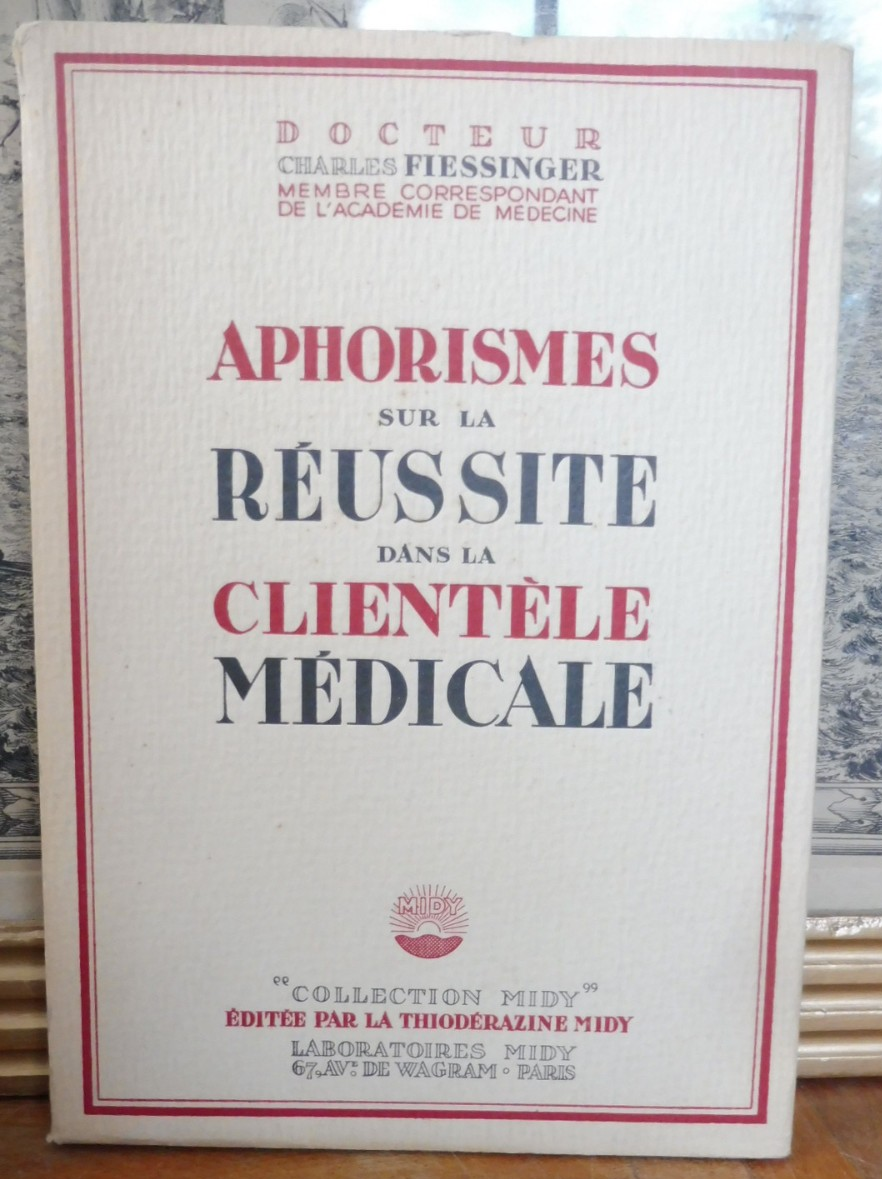 DOCTEUR
CHARLES FIESSINGER
MEMBRE CORRESPONDANT
DE L'ACADÉMIE DE MÉDECINE
APHORISMES
SUR LA
RÉUSSITE
DANS LA
CLIENTÈLE
MÉDICALE
MIDY
"COLLECTION MIDY"
ÉDITÉE PAR LA THIODÉRAZINE MIDY
LABORATOIRES MIDY
67, AVE. DE WAGRAM ∘ PARIS